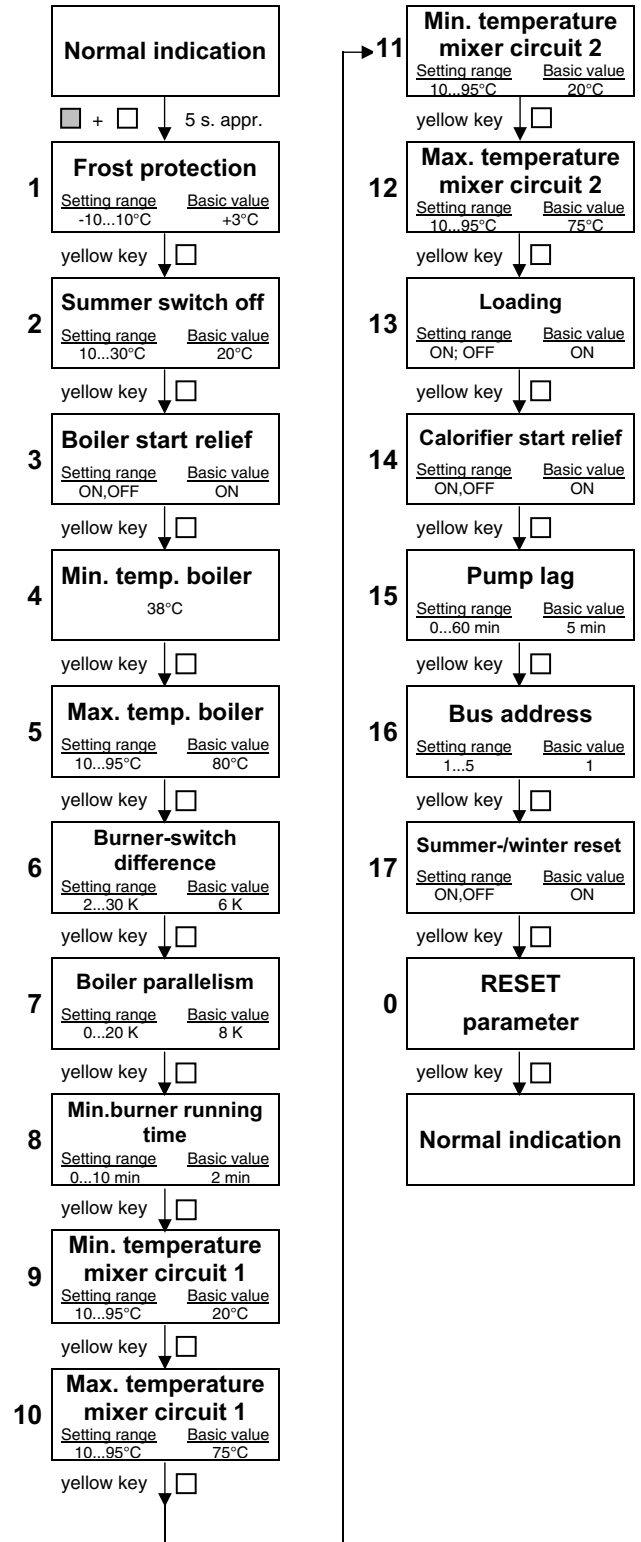 Normal indication
+ 5 s. appr.
1
Frost protection
Setting range Basic value
-10...10°C +3°C
yellow key
2
Summer switch off
Setting range Basic value
10...30°C 20°C
yellow key
3
Boiler start relief
Setting range Basic value
ON,OFF ON
yellow key
4
Min. temp. boiler
38°C
yellow key
5
Max. temp. boiler
Setting range Basic value
10...95°C 80°C
yellow key
6
Burner-switch
difference
Setting range Basic value
2...30 K 6 K
yellow key
7
Boiler parallelism
Setting range Basic value
0...20 K 8 K
yellow key
8
Min.burner running
time
Setting range Basic value
0...10 min 2 min
yellow key
9
Min. temperature
mixer circuit 1
Setting range Basic value
10...95°C 20°C
yellow key
10
Max. temperature
mixer circuit 1
Setting range Basic value
10...95°C 75°C
yellow key
11
Min. temperature
mixer circuit 2
Setting range Basic value
10...95°C 20°C
yellow key
12
Max. temperature
mixer circuit 2
Setting range Basic value
10...95°C 75°C
yellow key
13
Loading
Setting range Basic value
ON; OFF ON
yellow key
14
Calorifier start relief
Setting range Basic value
ON,OFF ON
yellow key
15
Pump lag
Setting range Basic value
0...60 min 5 min
yellow key
16
Bus address
Setting range Basic value
1...5 1
yellow key
17
Summer-/winter reset
Setting range Basic value
ON,OFF ON
yellow key
0
RESET
parameter
yellow key
Normal indication